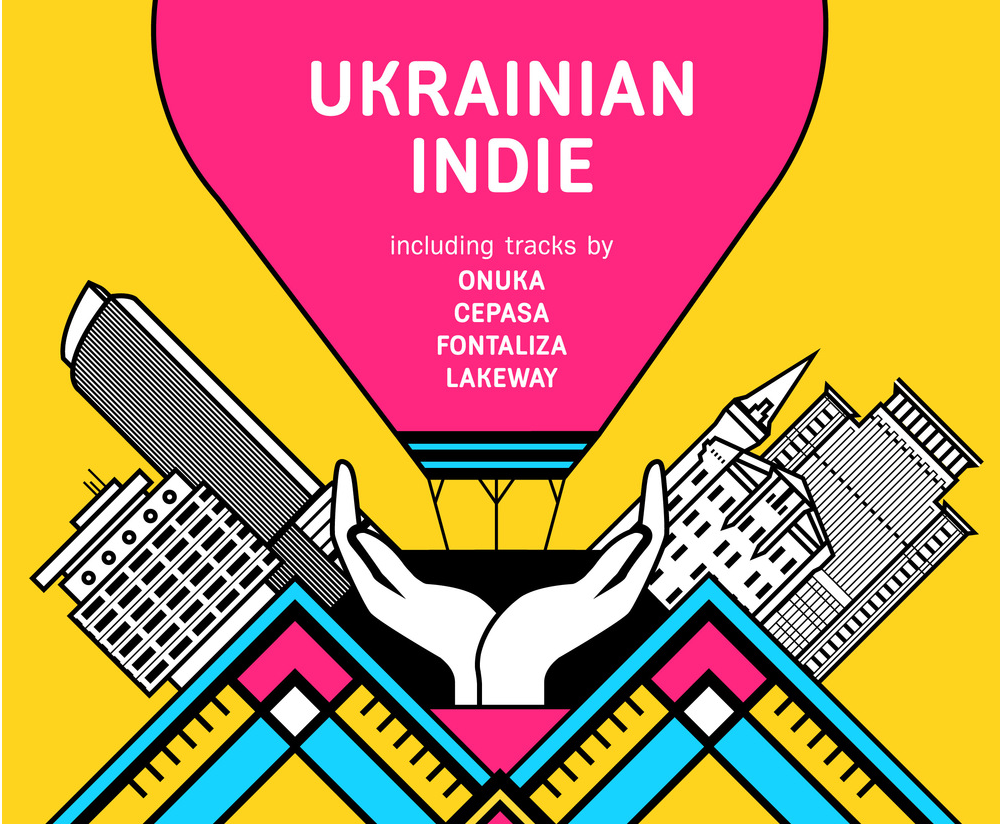 UKRAINIAN
INDIE
including tracks by
ONUKA
CEPASA
FONTALIZA
LAKEWAY